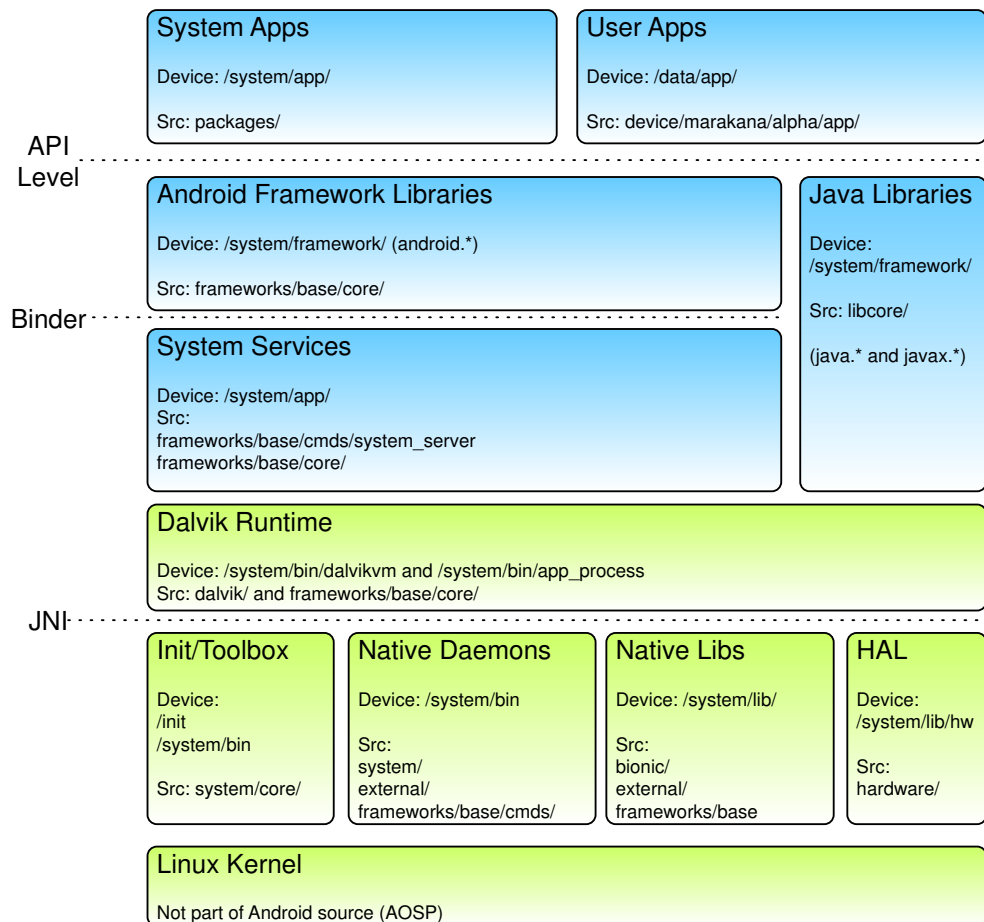 System Apps
Device: /system/app/
Src: packages/
User Apps
Device: /data/app/
Src: device/marakana/alpha/app/
API
Level
Android Framework Libraries
Device: /system/framework/ (android.*)
Src: frameworks/base/core/
Java Libraries
Device:
/system/framework/
Src: libcore/
(java.* and javax.*)
Binder
System Services
Device: /system/app/
Src:
frameworks/base/cmds/system_server
frameworks/base/core/
Dalvik Runtime
Device: /system/bin/dalvikvm and /system/bin/app_process
Src: dalvik/ and frameworks/base/core/
JNI
Init/Toolbox
Device:
/init
/system/bin
Src: system/core/
Native Daemons
Device: /system/bin
Src:
system/
external/
frameworks/base/cmds/
Native Libs
Device: /system/lib/
Src:
bionic/
external/
frameworks/base
HAL
Device:
/system/lib/hw
Src:
hardware/
Linux Kernel
Not part of Android source (AOSP)